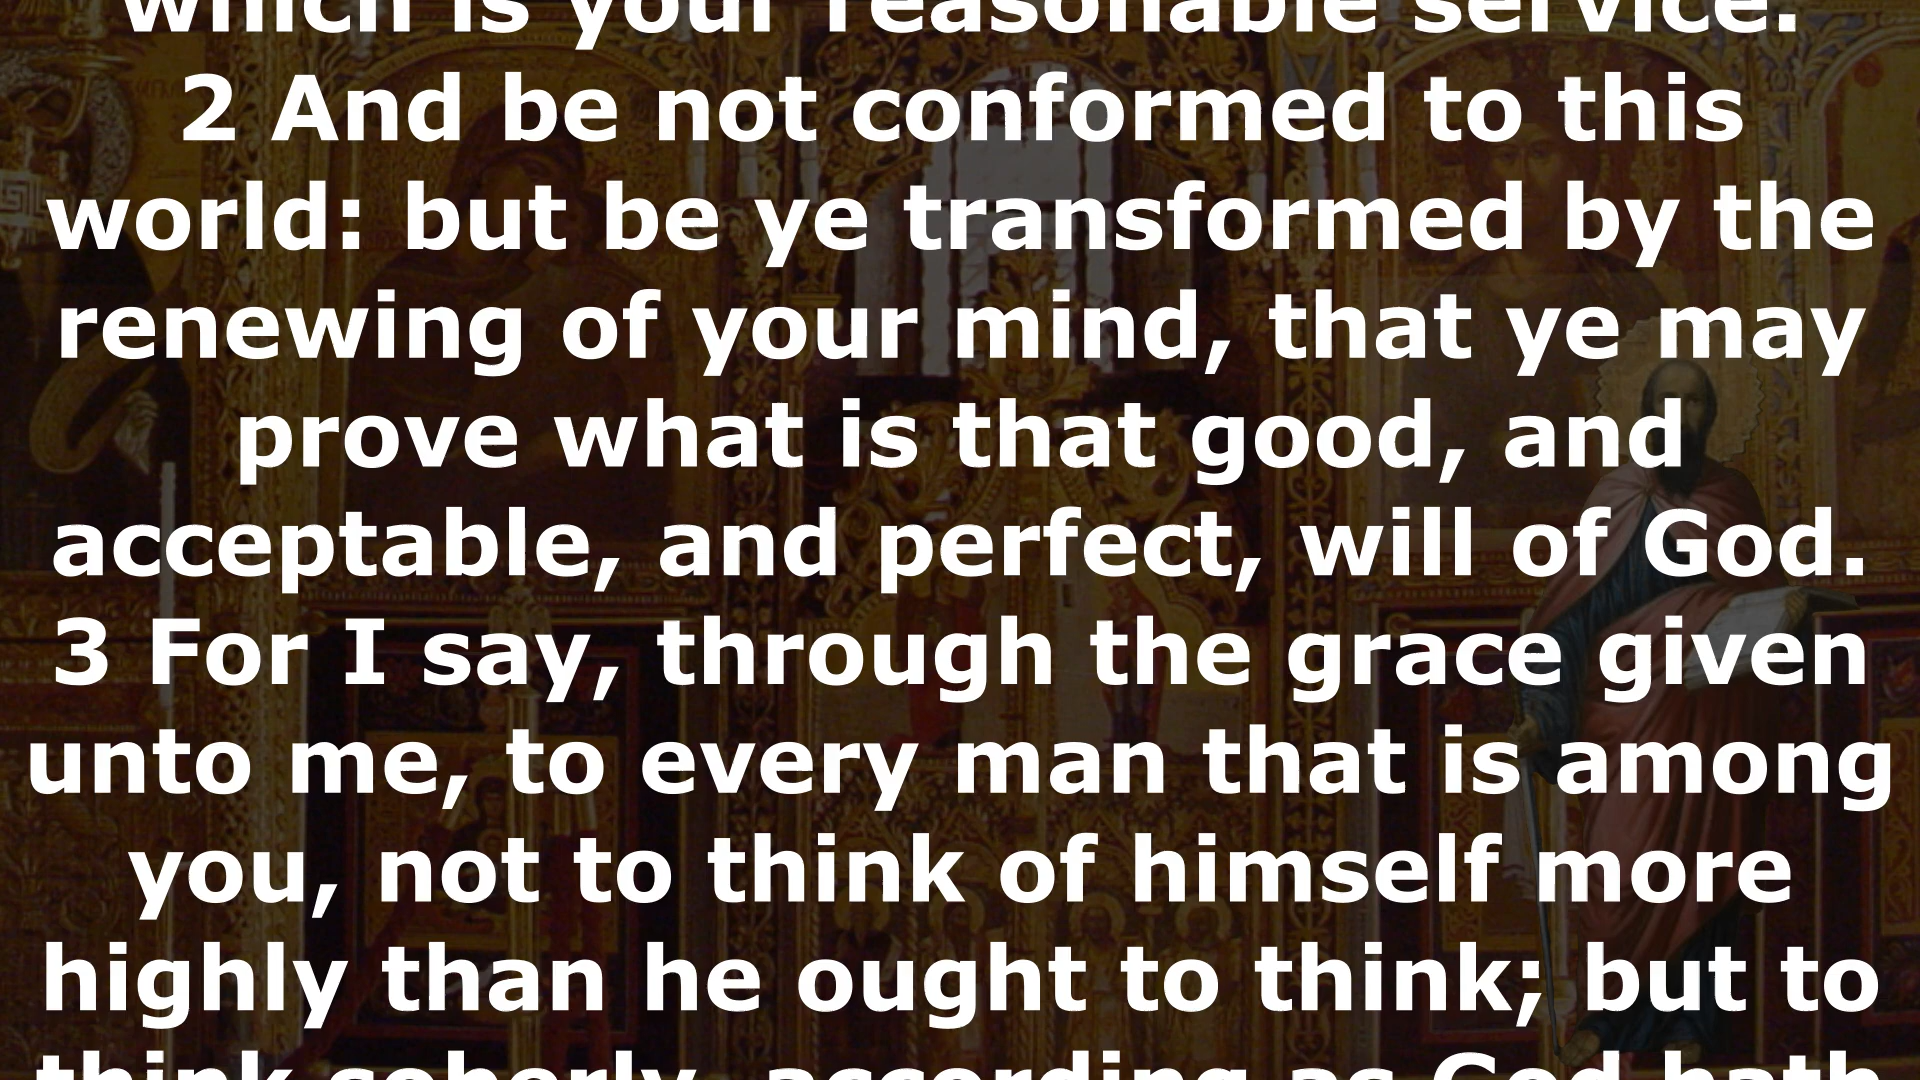 which is your reasonable service.
2 And be not conformed to this
world: but be ye transformed by the
renewing of your mind, that ye may
prove what is that good, and
acceptable, and perfect, will of God.
3 For I say, through the grace given
unto me, to every man that is among
you, not to think of himself more
highly than he ought to think; but to
think soberly, according as God hath